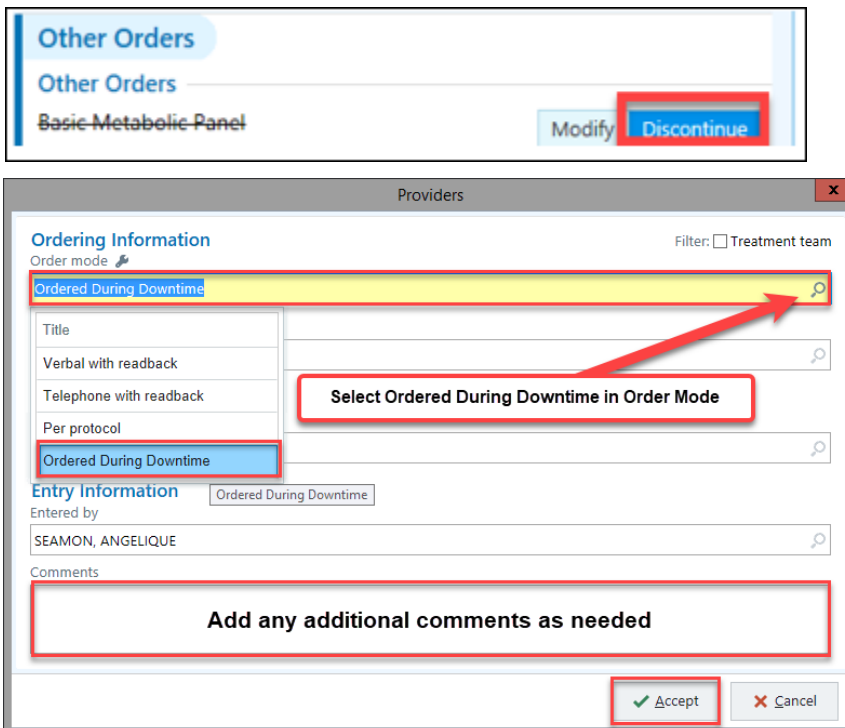 Other Orders
Other Orders
Basic Metabolic Panel
Modify Discontinue
Providers x
Ordering Information
Filter: Treatment team
Order mode
Ordered During Downtime
Title
Verbal with readback
Telephone with readback
Select Ordered During Downtime in Order Mode
Per protocol
Ordered During Downtime
Entry Information
Ordered During Downtime
Entered by
SEAMON, ANGELIQUE
Comments
Add any additional comments as needed
Accept Cancel